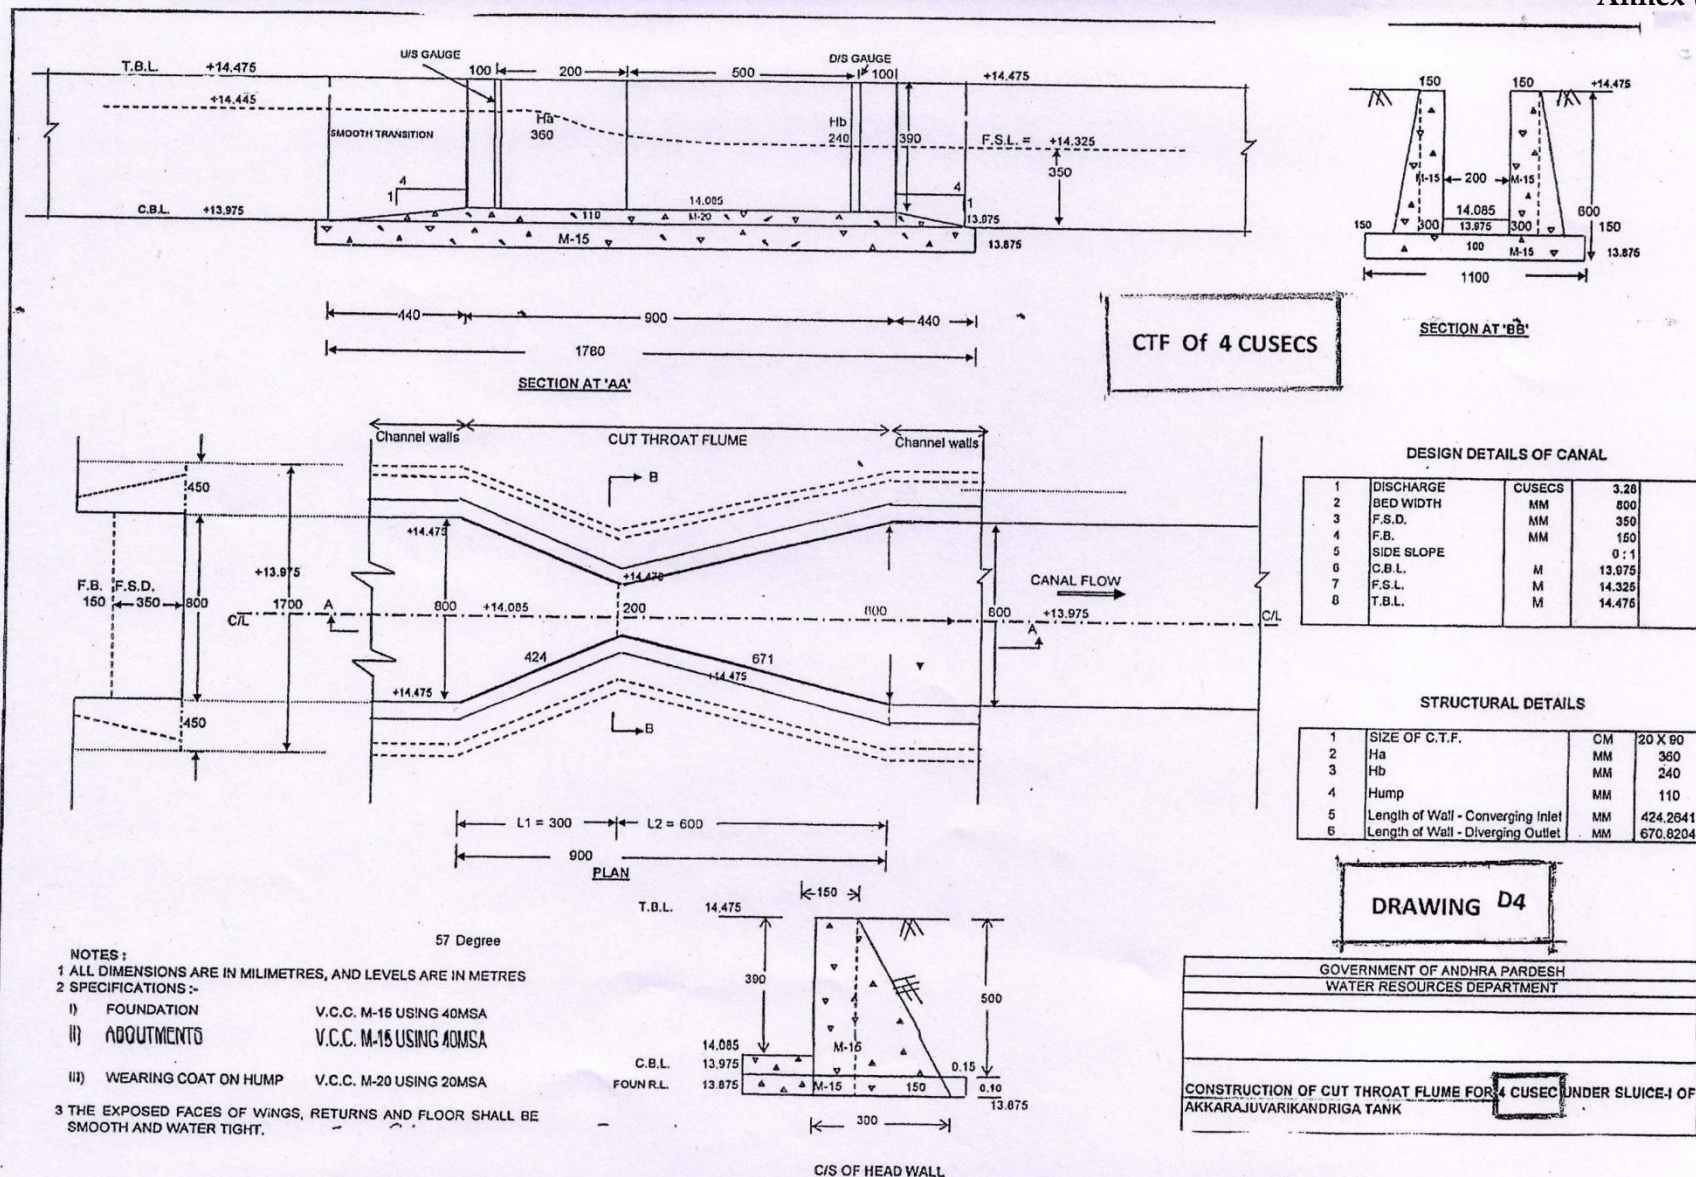 Annex
U/S GAUGE
D/S GAUGE
T.B.L. +14.475
100 200 500 100
+14.475
+14.445
SMOOTH TRANSITION
Ha
360
Hb
240
390
F.S.L. = +14.325
350
4
1
4
1
C.B.L. +13.975
14.085
110
M-20
13.975
M-15
13.875
440 900 440
1780
SECTION AT 'AA'
150 150
+14.475
M-15 200 M-15
600
14.085
150 300 13.975 300 150
100
M-15
13.875
1100
SECTION AT 'BB'
CTF Of 4 CUSECS
Channel walls
CUT THROAT FLUME
Channel walls
B
450
+14.475
+13.975
+14.475
F.B. F.S.D.
150 350 800
1700
A
800
+14.085
200
CANAL FLOW
+13.975
C/L
C/L
A
424
671
+14.475
+14.475
450
B
L1 = 300 L2 = 600
900
PLAN
DESIGN DETAILS OF CANAL
1 DISCHARGE CUSECS 3.28
2 BED WIDTH MM 800
3 F.S.D. MM 350
4 F.B. MM 150
5 SIDE SLOPE 0 : 1
6 C.B.L. M 13.975
7 F.S.L. M 14.325
8 T.B.L. M 14.475
STRUCTURAL DETAILS
1 SIZE OF C.T.F. CM 20 X 90
2 Ha MM 360
3 Hb MM 240
4 Hump MM 110
5 Length of Wall - Converging Inlet MM 424.2641
6 Length of Wall - Diverging Outlet MM 670.8204
DRAWING D4
150
T.B.L. 14.475
390
500
M-15
14.085
C.B.L. 13.975
0.15
FOUN R.L. 13.875
M-15
150
0.10
13.875
300
C/S OF HEAD WALL
57 Degree
NOTES :
1 ALL DIMENSIONS ARE IN MILIMETRES, AND LEVELS ARE IN METRES
2 SPECIFICATIONS :-
I) FOUNDATION V.C.C. M-15 USING 40MSA
II) ABOUTMENTS V.C.C. M-15 USING 40MSA
III) WEARING COAT ON HUMP V.C.C. M-20 USING 20MSA
3 THE EXPOSED FACES OF WINGS, RETURNS AND FLOOR SHALL BE
SMOOTH AND WATER TIGHT.
GOVERNMENT OF ANDHRA PARDESH
WATER RESOURCES DEPARTMENT
CONSTRUCTION OF CUT THROAT FLUME FOR 4 CUSEC UNDER SLUICE-I OF
AKKARAJUVARIKANDRIGA TANK